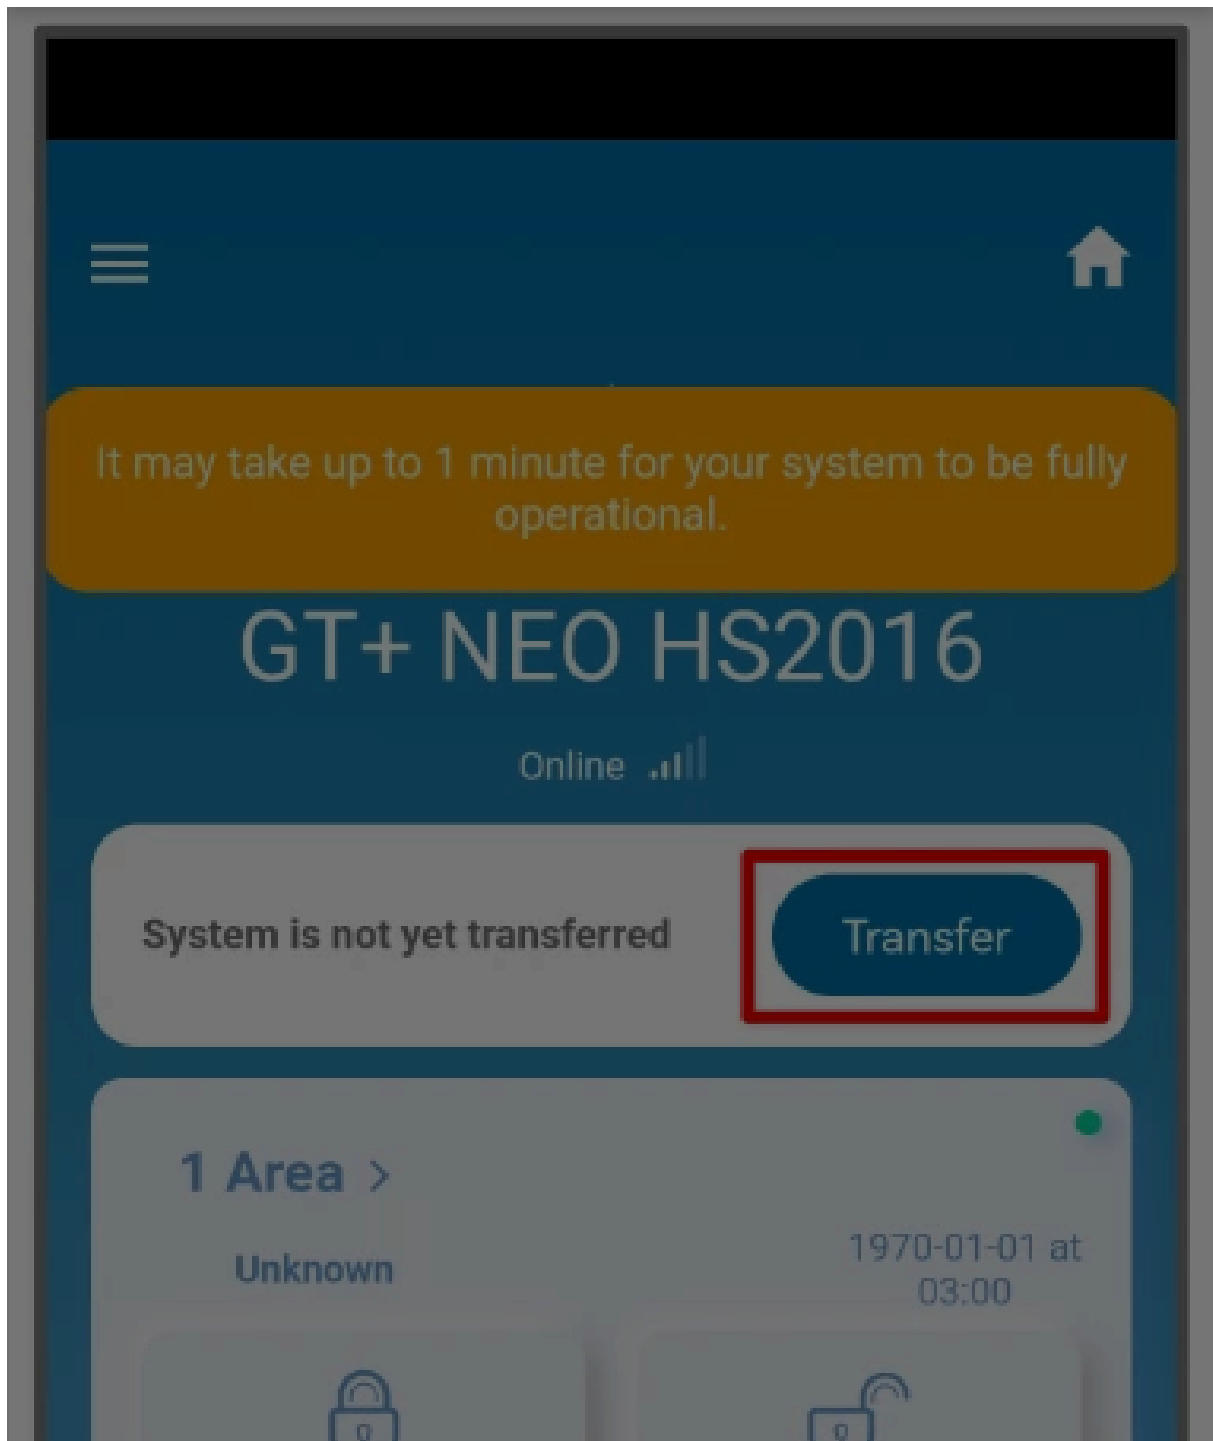 It may take up to 1 minute for your system to be fully
operational.
GT+ NEO HS2016
Online
System is not yet transferred
Transfer
1 Area >
Unknown
1970-01-01 at
03:00